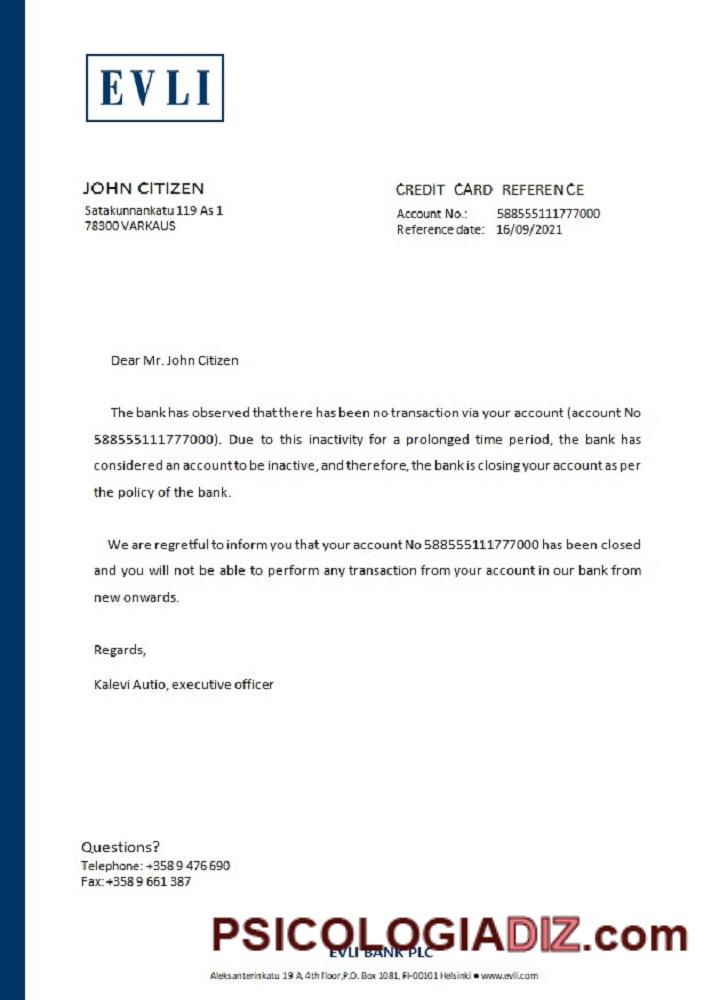 EVLI
JOHN CITIZEN
Satakunnankatu 119 As 1
78300 VARKAUS
CREDIT CARD REFERENCE
Account No.: 588555111777000
Reference date: 16/09/2021
Dear Mr. John Citizen
The bank has observed that there has been no transaction via your account (account No
588555111777000). Due to this inactivity for a prolonged time period, the bank has
considered an account to be inactive, and therefore, the bank is closing your account as per
the policy of the bank.
We are regretful to inform you that your account No 588555111777000 has been closed
and you will not be able to perform any transaction from your account in our bank from
new onwards.
Regards,
Kalevi Autio, executive officer
Questions?
Telephone: +358 9 476 690
Fax: +358 9 661 387
PSICOLOGIADIZ.com
EVLI BANK PLC
Aleksanterinkatu 19 A, 4th floor,P.O. Box 1081, FI-00101 Helsinki ● www.evli.com